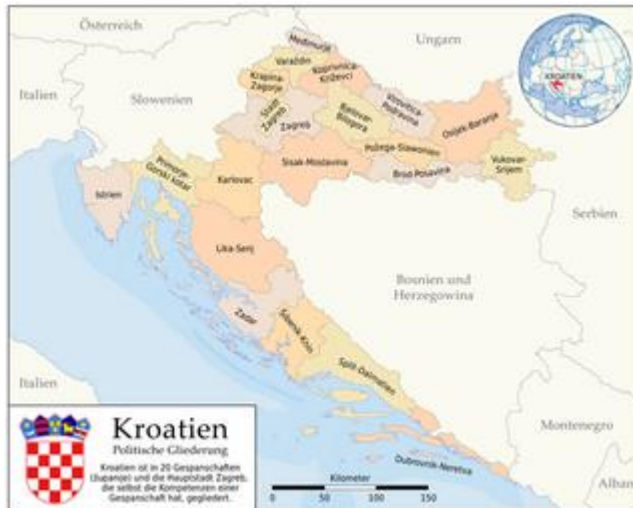 Österreich
Ungarn
Italien
Slowenien
KROATIEN
Međimurje
Varaždin
Koprivnica-
Križevci
Krapina-
Zagorje
Stadt
Zagreb
Zagreb
Bjelovar-
Bilogora
Virovitica-
Podravina
Osijek-Baranja
Požega-Slawonien
Vukovar-
Srijem
Brod-Posavina
Sisak-Moslavina
Karlovac
Primorje-
Gorski kotar
Istrien
Lika-Senj
Serbien
Bosnien und
Herzegowina
Zadar
Šibenik-Knin
Split-Dalmatien
Italien
Montenegro
Dubrovnik-Neretva
Alban
Kroatien
Politische Gliederung
Kroatien ist in 20 Gespanschaften
(županje) und die Hauptstadt Zagreb,
die selbst die Kompetenzen einer
Gespanschaft hat, gegliedert.
Kilometer
0 50 100 150